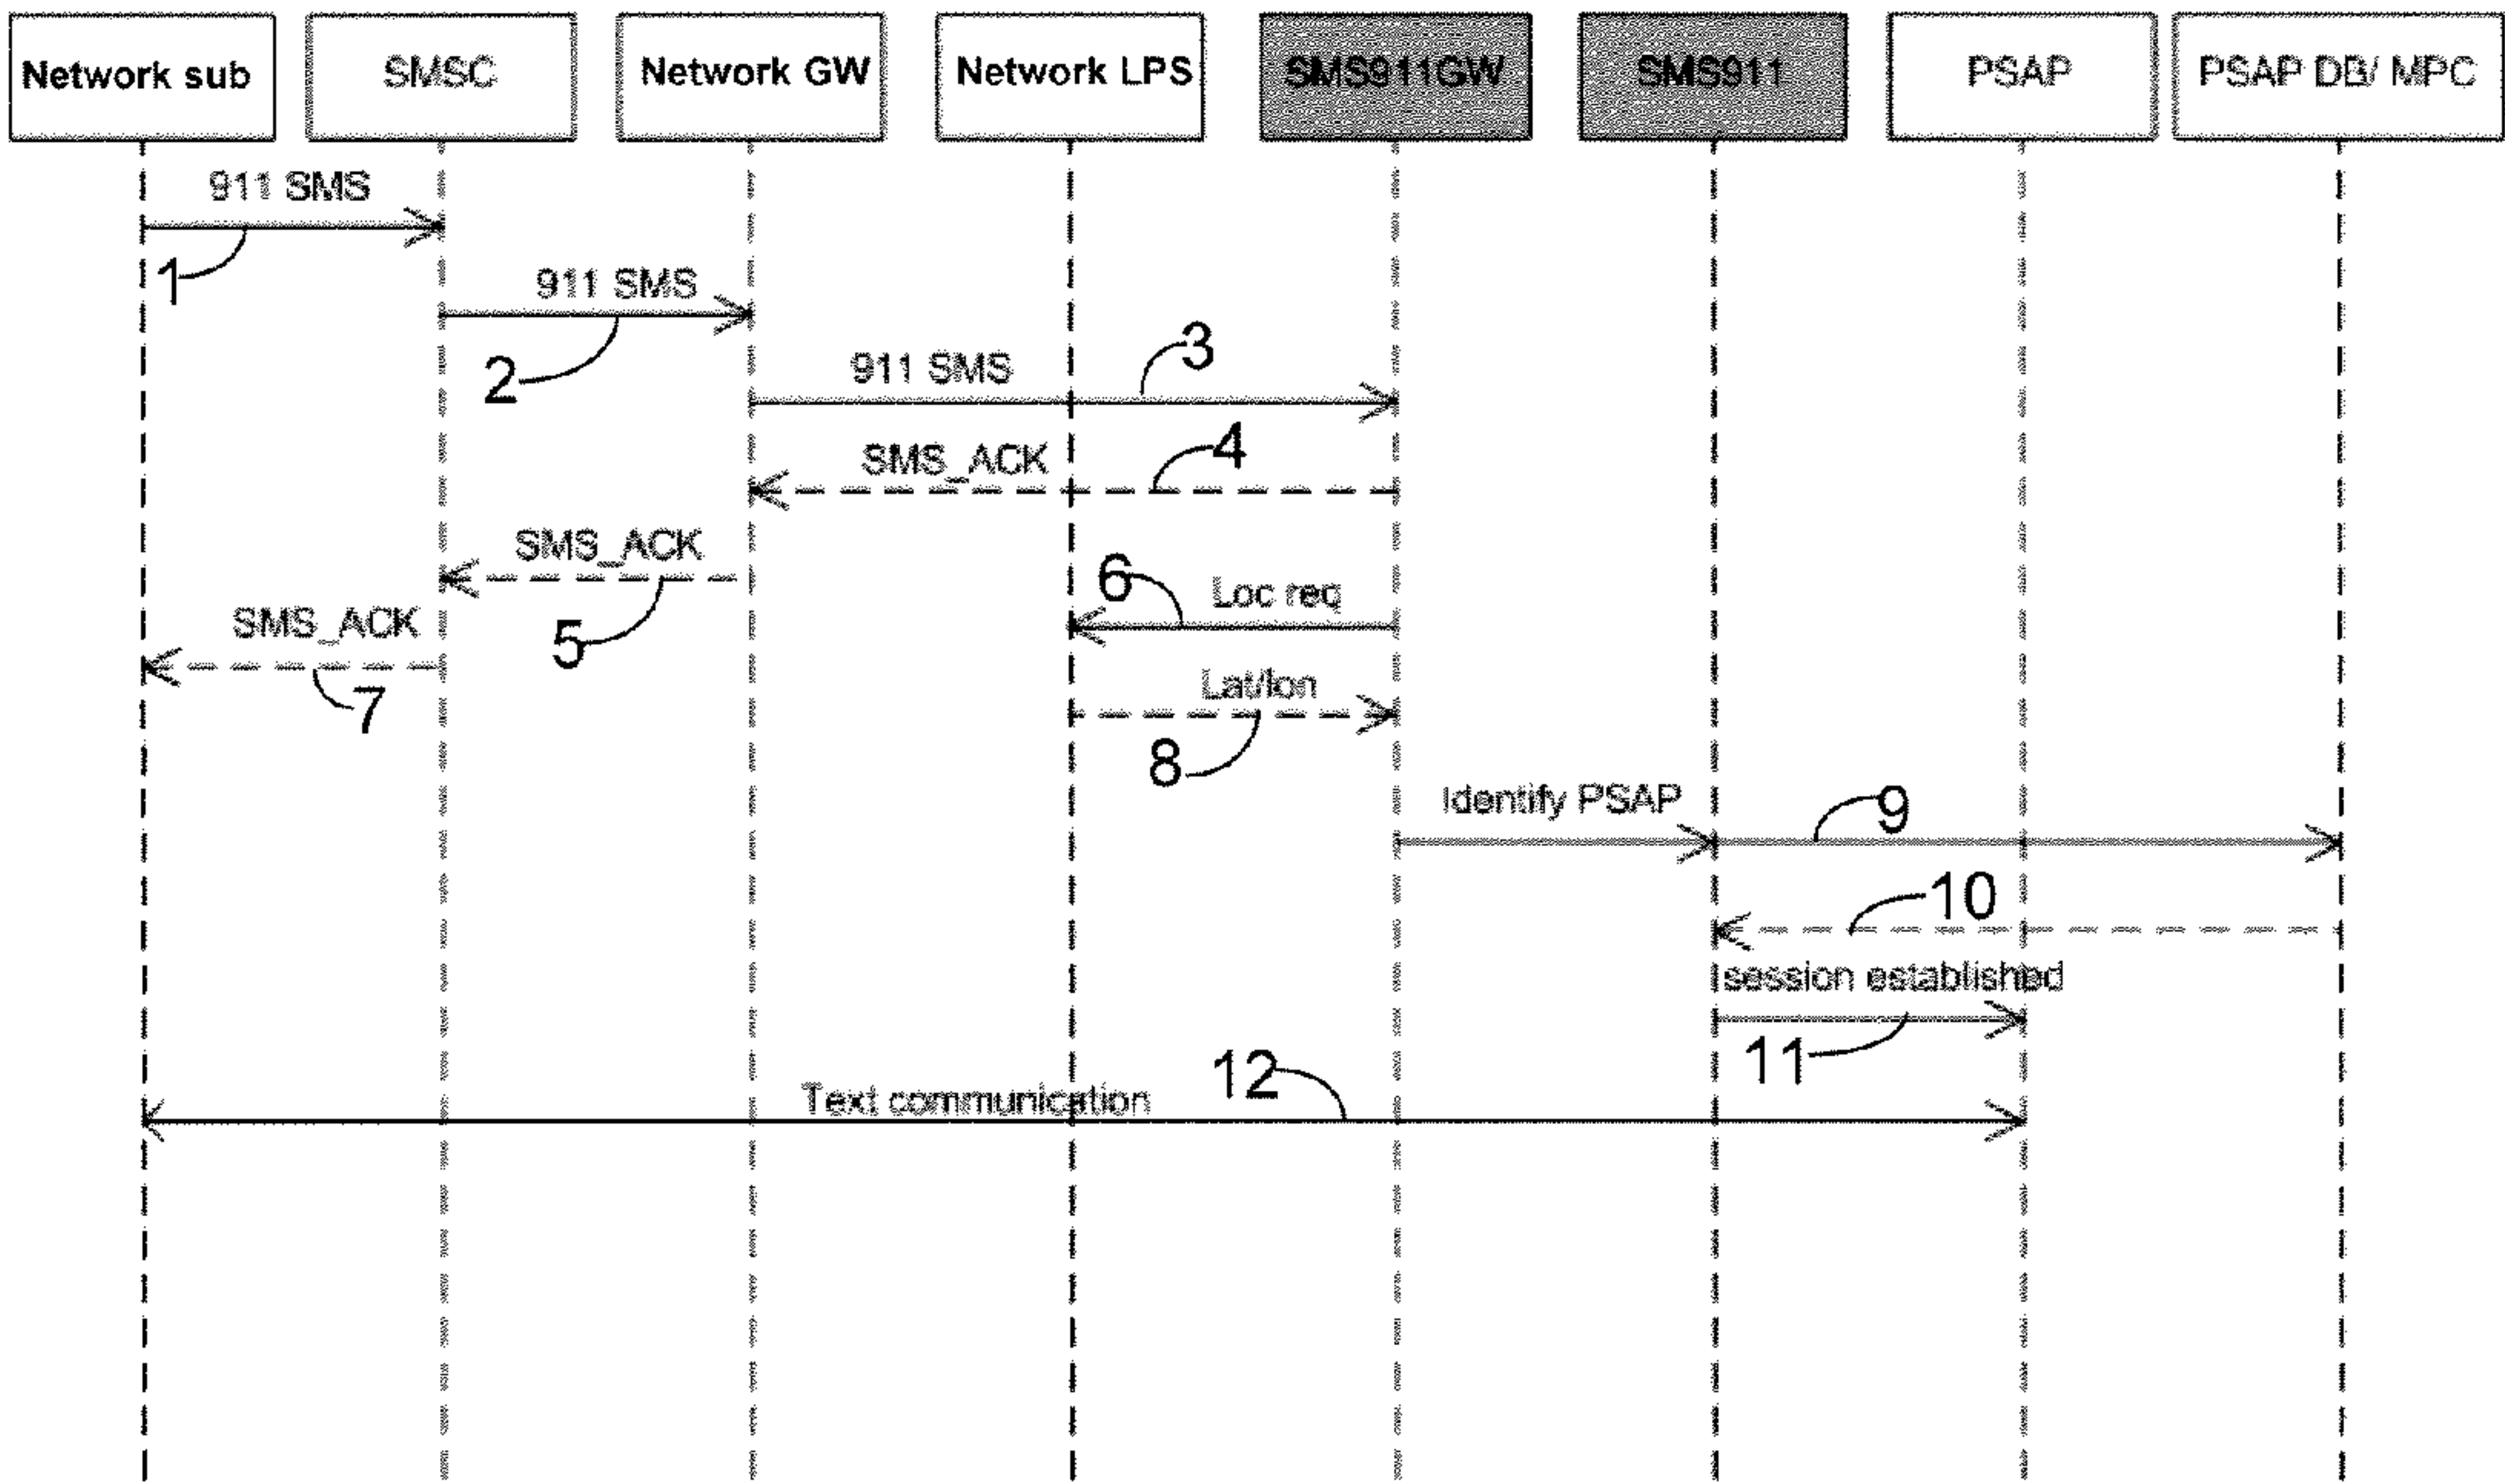 Network sub
SMSC
Network GW
Network LPS
SMS911GW
SMS911
PSAP
PSAP DB/ MPC
911 SMS
1
911 SMS
2
911 SMS
3
SMS_ACK
4
SMS_ACK
5
Loc req
6
SMS_ACK
7
Lat/lon
8
Identify PSAP
9
10
session established
11
Text communication
12